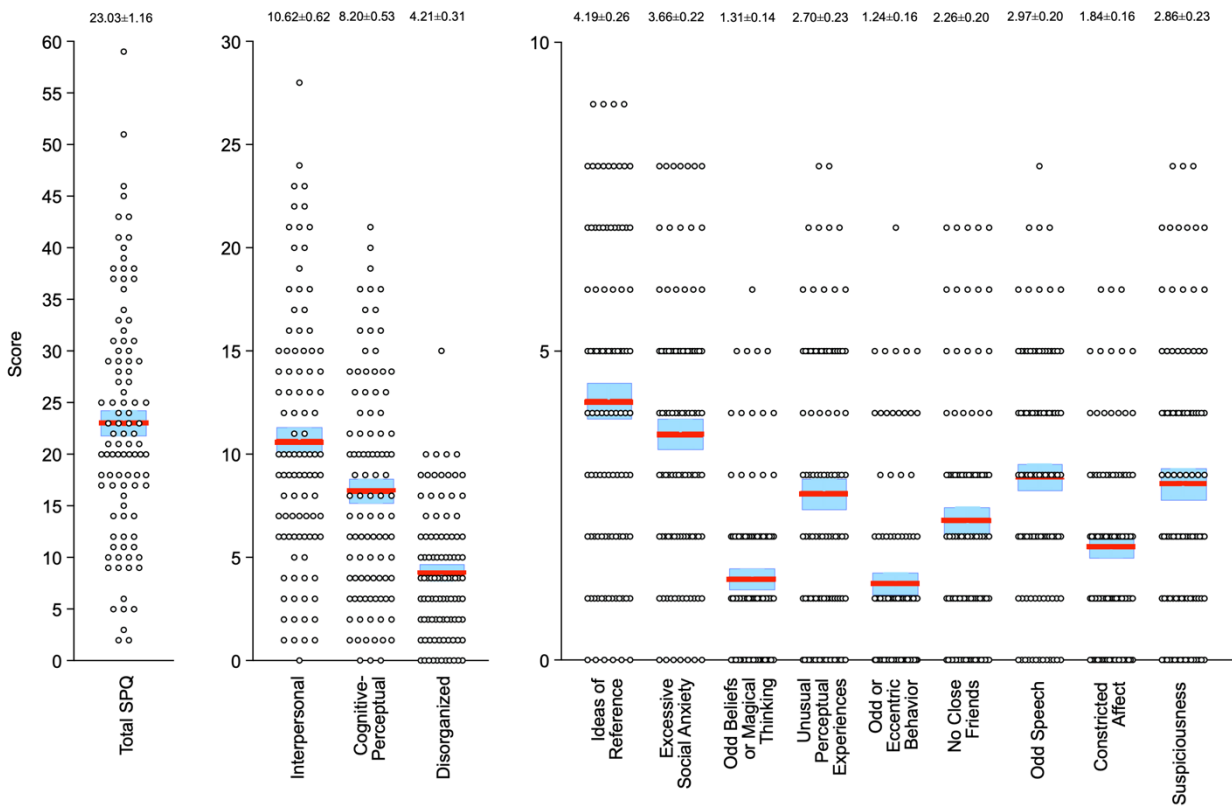 23.03±1.16
10.62±0.62
8.20±0.53
4.21±0.31
4.19±0.26
3.66±0.22
1.31±0.14
2.70±0.23
1.24±0.16
2.26±0.20
2.97±0.20
1.84±0.16
2.86±0.23
Score
60
55
50
45
40
35
30
25
20
15
10
5
0
Total SPQ
30
25
20
15
10
5
0
Interpersonal
Cognitive-
Perceptual
Disorganized
10
5
0
Ideas of
Reference
Excessive
Social Anxiety
Odd Beliefs
or Magical
Thinking
Unusual
Perceptual
Experiences
Odd or
Eccentric
Behavior
No Close
Friends
Odd Speech
Constricted
Affect
Suspiciousness